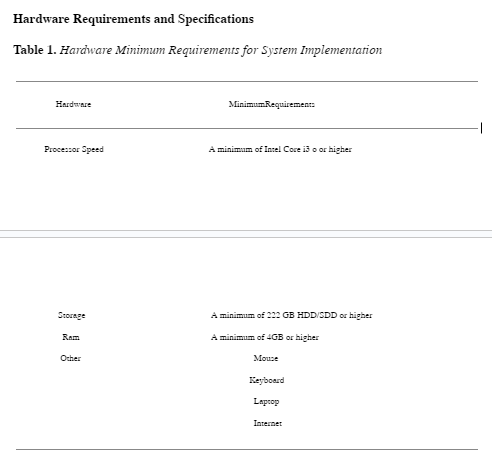 Hardware Requirements and Specifications
Table 1. Hardware Minimum Requirements for System Implementation
Hardware MinimumRequirements
Processor Speed A minimum of Intel Core i3 o or higher
Storage A minimum of 222 GB HDD/SDD or higher
Ram A minimum of 4GB or higher
Other Mouse
Keyboard
Laptop
Internet